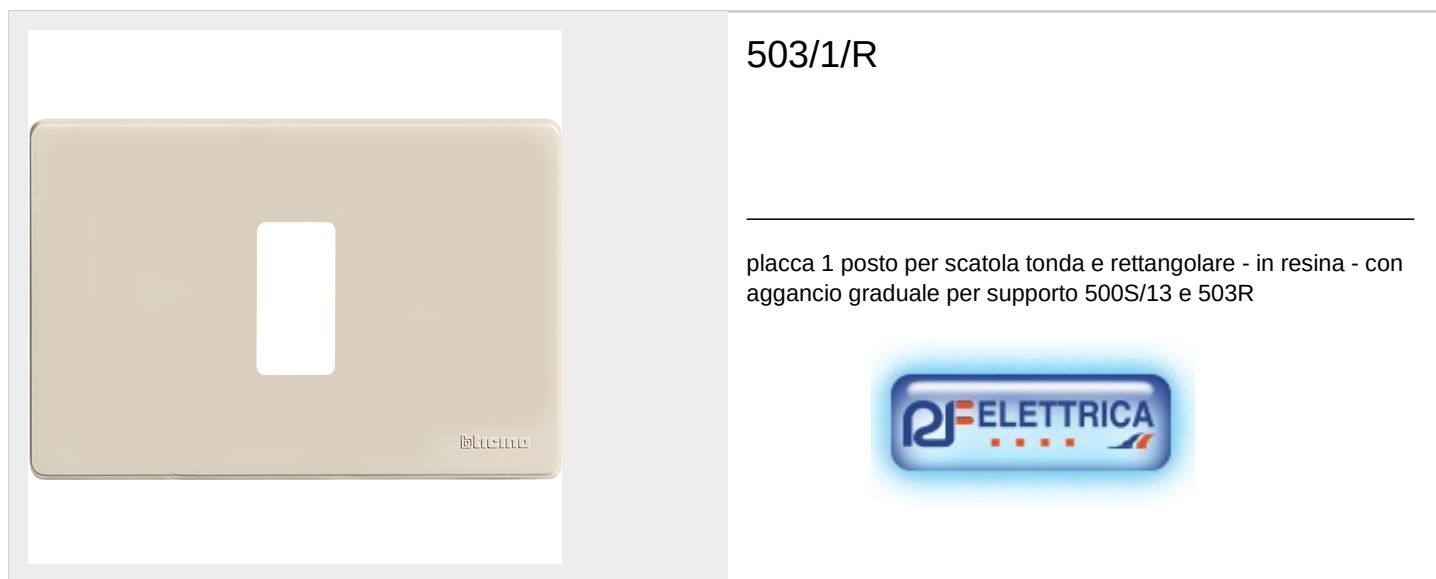 503/1/R
placca 1 posto per scatola tonda e rettangolare - in resina - con
aggancio graduale per supporto 500S/13 e 503R
bticino
RF ELETTRICA